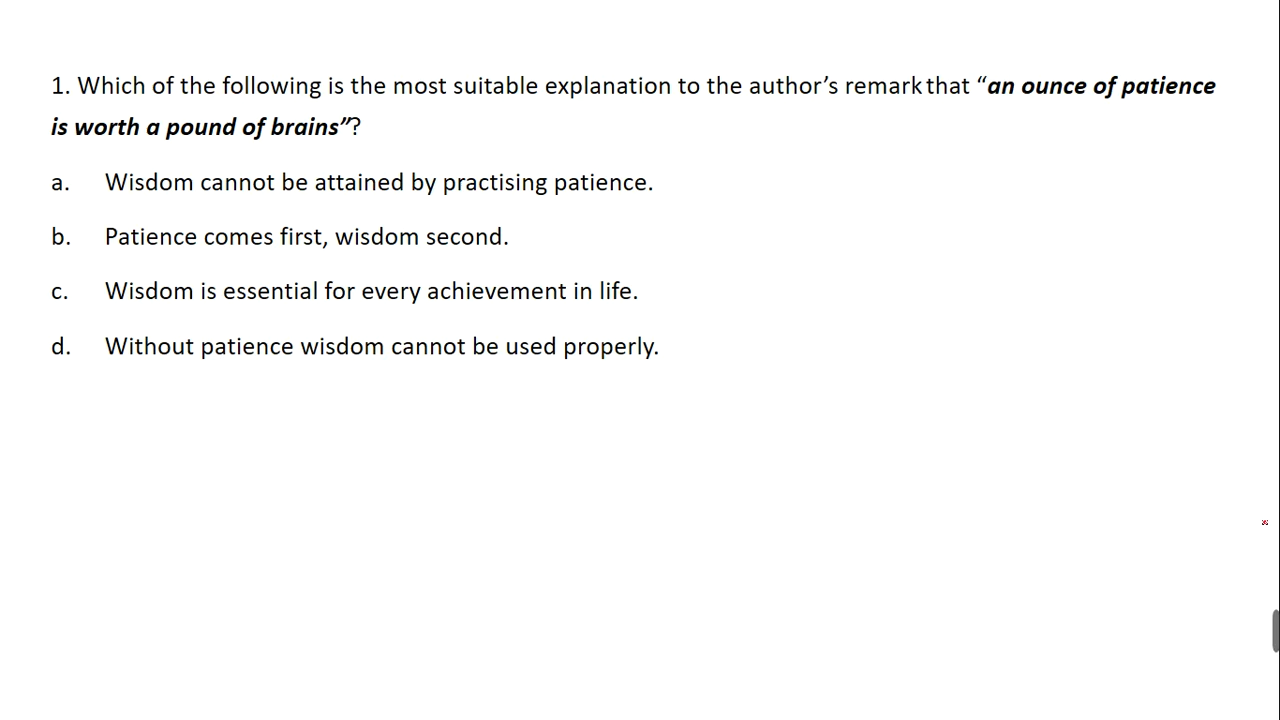 1. Which of the following is the most suitable explanation to the author’s remark that “an ounce of patience
is worth a pound of brains”?
a. Wisdom cannot be attained by practising patience.
b. Patience comes first, wisdom second.
c. Wisdom is essential for every achievement in life.
d. Without patience wisdom cannot be used properly.